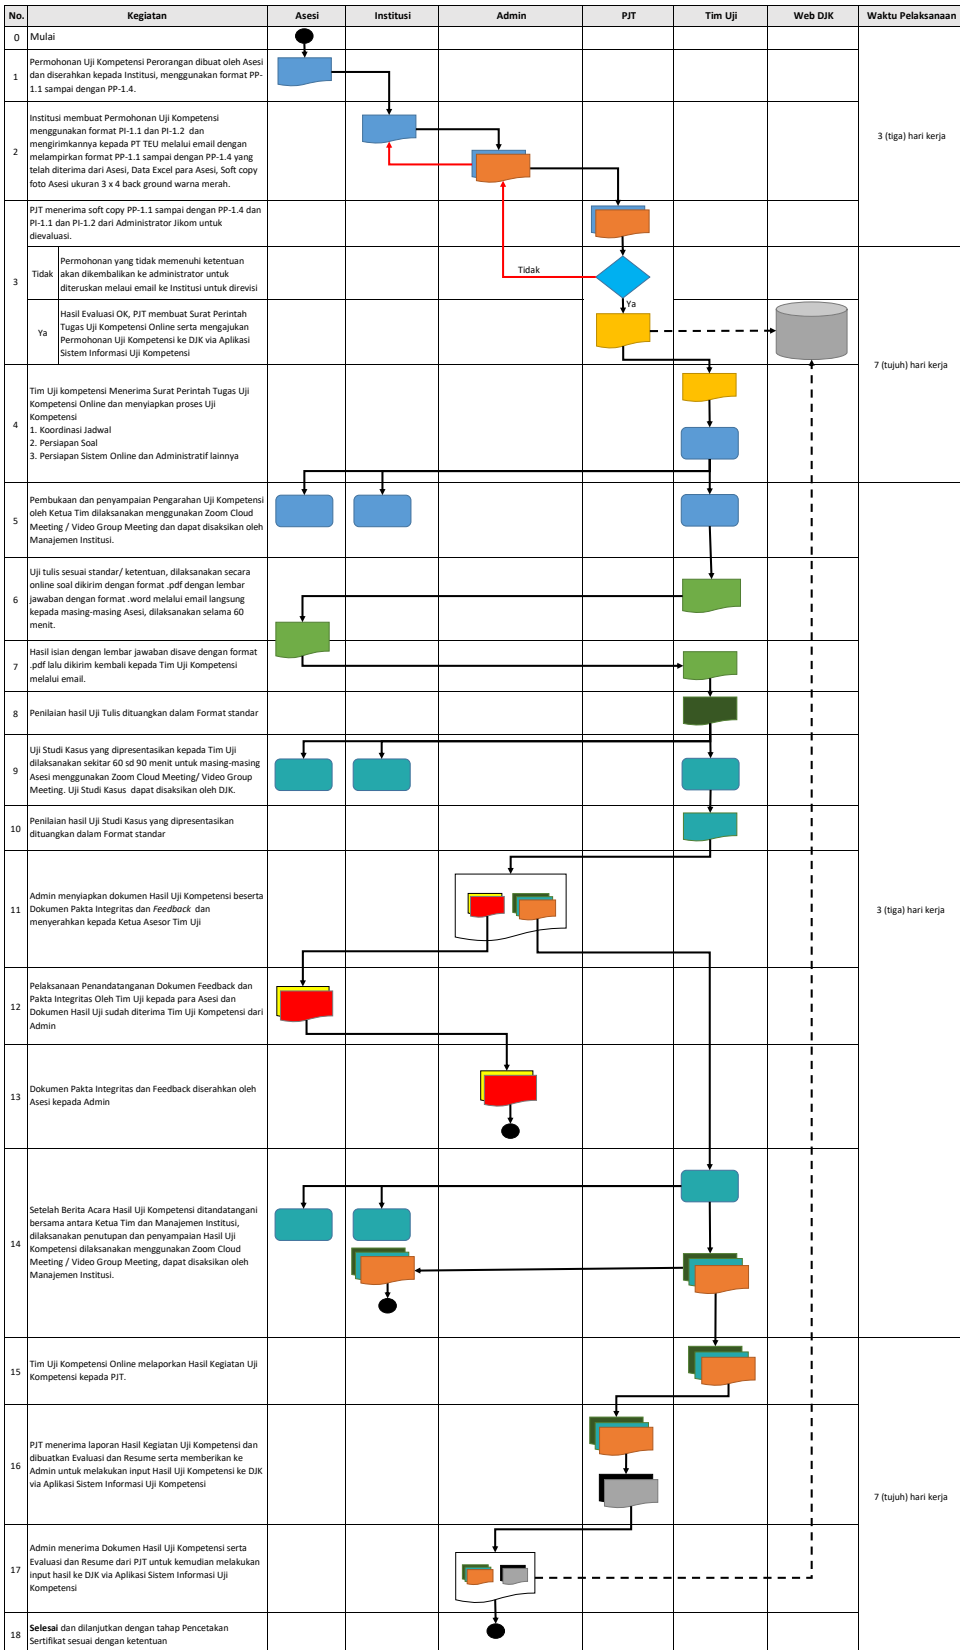 No. Kegiatan Asesi Institusi Admin PJT Tim Uji Web DJK Waktu Pelaksanaan
0 Mulai
1
Permohonan Uji Kompetensi Perorangan dibuat oleh Asesi
dan diserahkan kepada Institusi, menggunakan format PP-
1.1 sampai dengan PP-1.4.
2
Institusi membuat Permohonan Uji Kompetensi
menggunakan format PI-1.1 dan PI-1.2 dan
mengirimkannya kepada PT TEU melalui email dengan
melampirkan format PP-1.1 sampai dengan PP-1.4 yang
telah diterima dari Asesi, Data Excel para Asesi, Soft copy
foto Asesi ukuran 3 x 4 back ground warna merah.
3 (tiga) hari kerja
3
PJT menerima soft copy PP-1.1 sampai dengan PP-1.4 dan
PI-1.1 dan PI-1.2 dari Administrator Jikom untuk
dievaluasi.
Tidak
Permohonan yang tidak memenuhi ketentuan
akan dikembalikan ke administrator untuk
diteruskan melaui email ke Institusi untuk direvisi
Tidak
Ya
Ya
Hasil Evaluasi OK, PJT membuat Surat Perintah
Tugas Uji Kompetensi Online serta mengajukan
Permohonan Uji Kompetensi ke DJK via Aplikasi
Sistem Informasi Uji Kompetensi
7 (tujuh) hari kerja
4
Tim Uji kompetensi Menerima Surat Perintah Tugas Uji
Kompetensi Online dan menyiapkan proses Uji
Kompetensi
1. Koordinasi Jadwal
2. Persiapan Soal
3. Persiapan Sistem Online dan Administratif lainnya
5
Pembukaan dan penyampaian Pengarahan Uji Kompetensi
oleh Ketua Tim dilaksanakan menggunakan Zoom Cloud
Meeting / Video Group Meeting dan dapat disaksikan oleh
Manajemen Institusi.
6
Uji tulis sesuai standar/ ketentuan, dilaksanakan secara
online soal dikirim dengan format .pdf dengan lembar
jawaban dengan format .word melalui email langsung
kepada masing-masing Asesi, dilaksanakan selama 60
menit.
7
Hasil isian dengan lembar jawaban disave dengan format
.pdf lalu dikirim kembali kepada Tim Uji Kompetensi
melalui email.
8 Penilaian hasil Uji Tulis dituangkan dalam Format standar
9
Uji Studi Kasus yang dipresentasikan kepada Tim Uji
dilaksanakan sekitar 60 sd 90 menit untuk masing-masing
Asesi menggunakan Zoom Cloud Meeting/ Video Group
Meeting. Uji Studi Kasus dapat disaksikan oleh DJK.
10
Penilaian hasil Uji Studi Kasus yang dipresentasikan
dituangkan dalam Format standar
11
Admin menyiapkan dokumen Hasil Uji Kompetensi beserta
Dokumen Pakta Integritas dan Feedback dan
menyerahkan kepada Ketua Asesor Tim Uji
3 (tiga) hari kerja
12
Pelaksanaan Penandatanganan Dokumen Feedback dan
Pakta Integritas Oleh Tim Uji kepada para Asesi dan
Dokumen Hasil Uji sudah diterima Tim Uji Kompetensi dari
Admin
13
Dokumen Pakta Integritas dan Feedback diserahkan oleh
Asesi kepada Admin
14
Setelah Berita Acara Hasil Uji Kompetensi ditandatangani
bersama antara Ketua Tim dan Manajemen Institusi,
dilaksanakan penutupan dan penyampaian Hasil Uji
Kompetensi dilaksanakan menggunakan Zoom Cloud
Meeting / Video Group Meeting, dapat disaksikan oleh
Manajemen Institusi.
15
Tim Uji Kompetensi Online melaporkan Hasil Kegiatan Uji
Kompetensi kepada PJT.
16
PJT menerima laporan Hasil Kegiatan Uji Kompetensi dan
dibuatkan Evaluasi dan Resume serta memberikan ke
Admin untuk melakukan input Hasil Uji Kompetensi ke DJK
via Aplikasi Sistem Informasi Uji Kompetensi
7 (tujuh) hari kerja
17
Admin menerima Dokumen Hasil Uji Kompetensi serta
Evaluasi dan Resume dari PJT untuk kemudian melakukan
input hasil ke DJK via Aplikasi Sistem Informasi Uji
Kompetensi
18
Selesai dan dilanjutkan dengan tahap Pencetakan
Sertifikat sesuai dengan ketentuan